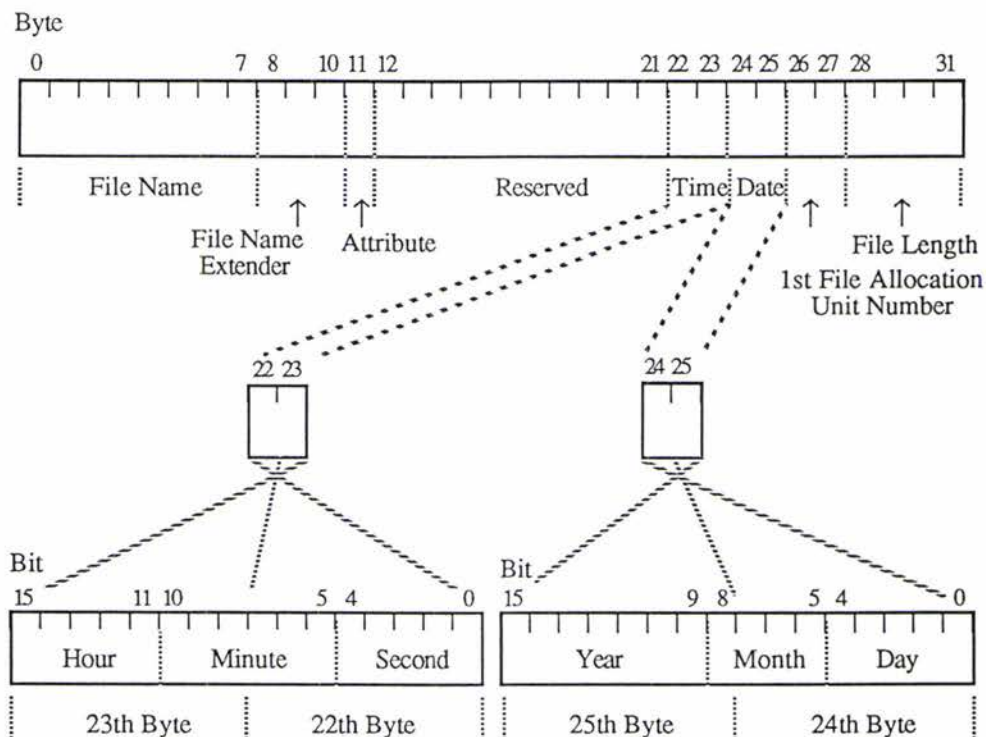 Byte
0 7 8 10 11 12 21 22 23 24 25 26 27 28 31
File Name Reserved Time Date
File Name Extender
Attribute
File Length
1st File Allocation
Unit Number
22 23
24 25
Bit
15 11 10 5 4 0
Hour Minute Second
23th Byte 22th Byte
Bit
15 9 8 5 4 0
Year Month Day
25th Byte 24th Byte